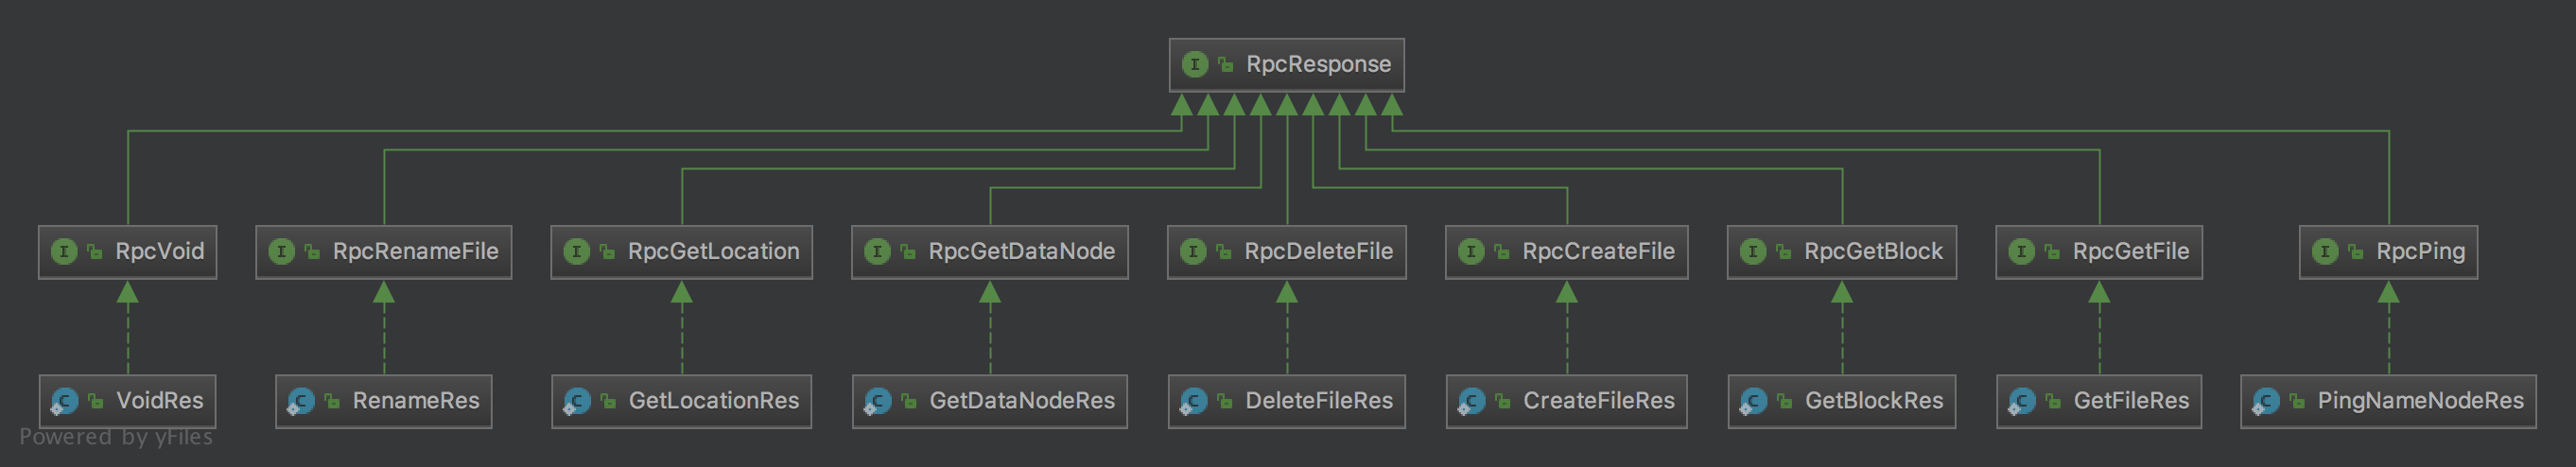 RpcResponse
RpcVoid RpcRenameFile RpcGetLocation RpcGetDataNode RpcDeleteFile RpcCreateFile RpcGetBlock RpcGetFile RpcPing
VoidRes RenameRes GetLocationRes GetDataNodeRes DeleteFileRes CreateFileRes GetBlockRes GetFileRes PingNameNodeRes
Powered by yFiles